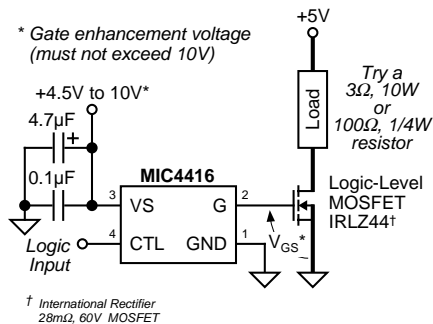 * Gate enhancement voltage
(must not exceed 10V)
+5V
+4.5V to 10V*
4.7µF
+
0.1µF
Load
Try a
3Ω, 10W
or
100Ω, 1/4W
resistor
MIC4416
3
VS
G
2
4
CTL
GND
1
Logic
Input
VGS*
Logic-Level
MOSFET
IRLZ44†
† International Rectifier
28mΩ, 60V MOSFET